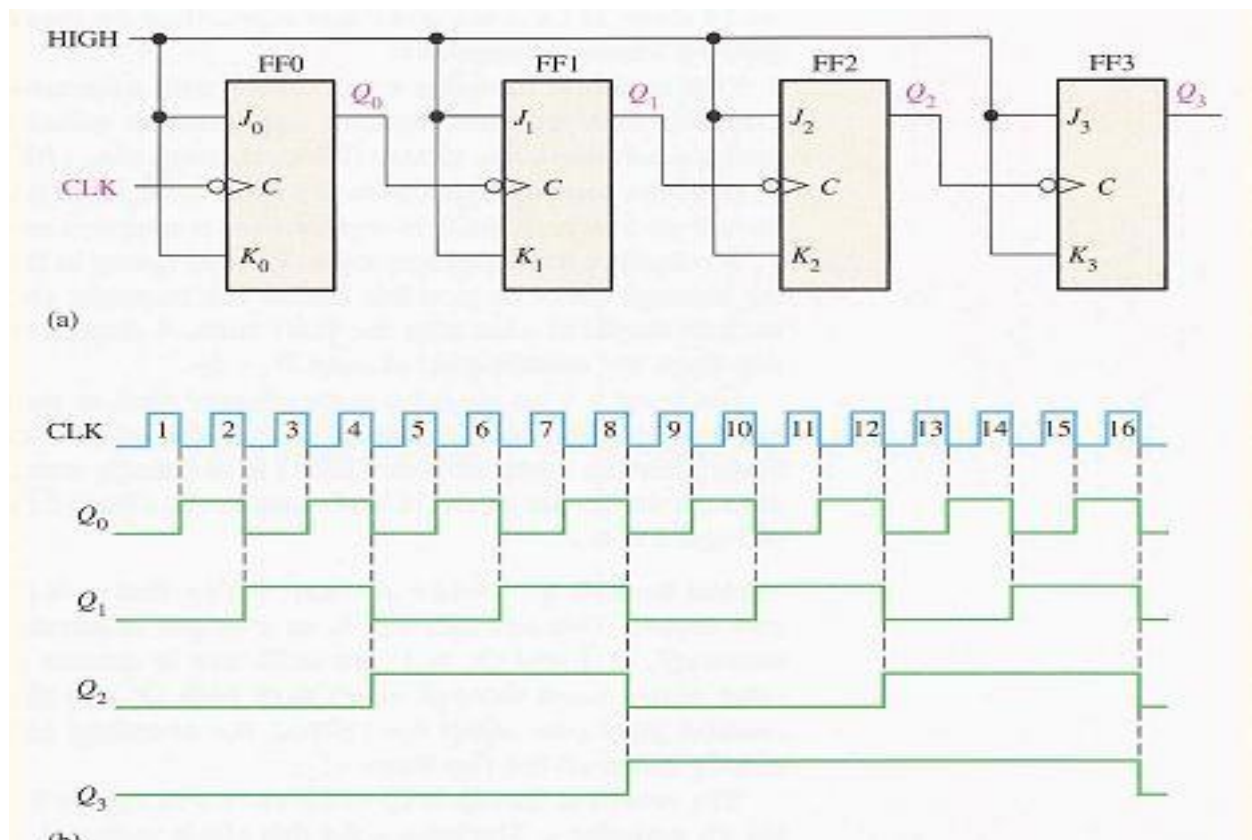 HIGH
FF0 FF1 FF2 FF3
Q0 Q1 Q2 Q3
J0 J1 J2 J3
CLK C C C C
K0 K1 K2 K3
(a)
CLK 1 2 3 4 5 6 7 8 9 10 11 12 13 14 15 16
Q0
Q1
Q2
Q3
(b)